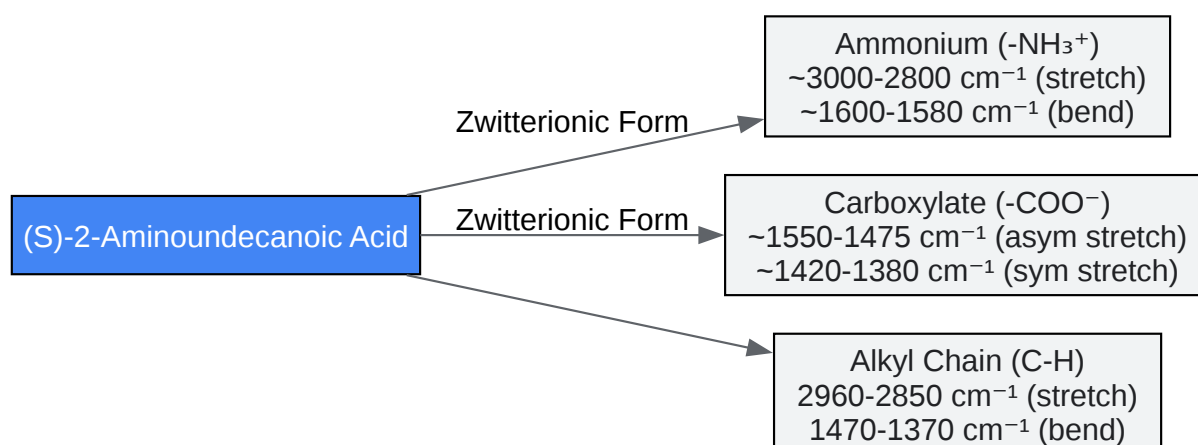 (S)-2-Aminoundecanoic Acid
Zwitterionic Form
Zwitterionic Form
Ammonium (-NH₃⁺)
~3000-2800 cm⁻¹ (stretch)
~1600-1580 cm⁻¹ (bend)
Carboxylate (-COO⁻)
~1550-1475 cm⁻¹ (asym stretch)
~1420-1380 cm⁻¹ (sym stretch)
Alkyl Chain (C-H)
2960-2850 cm⁻¹ (stretch)
1470-1370 cm⁻¹ (bend)